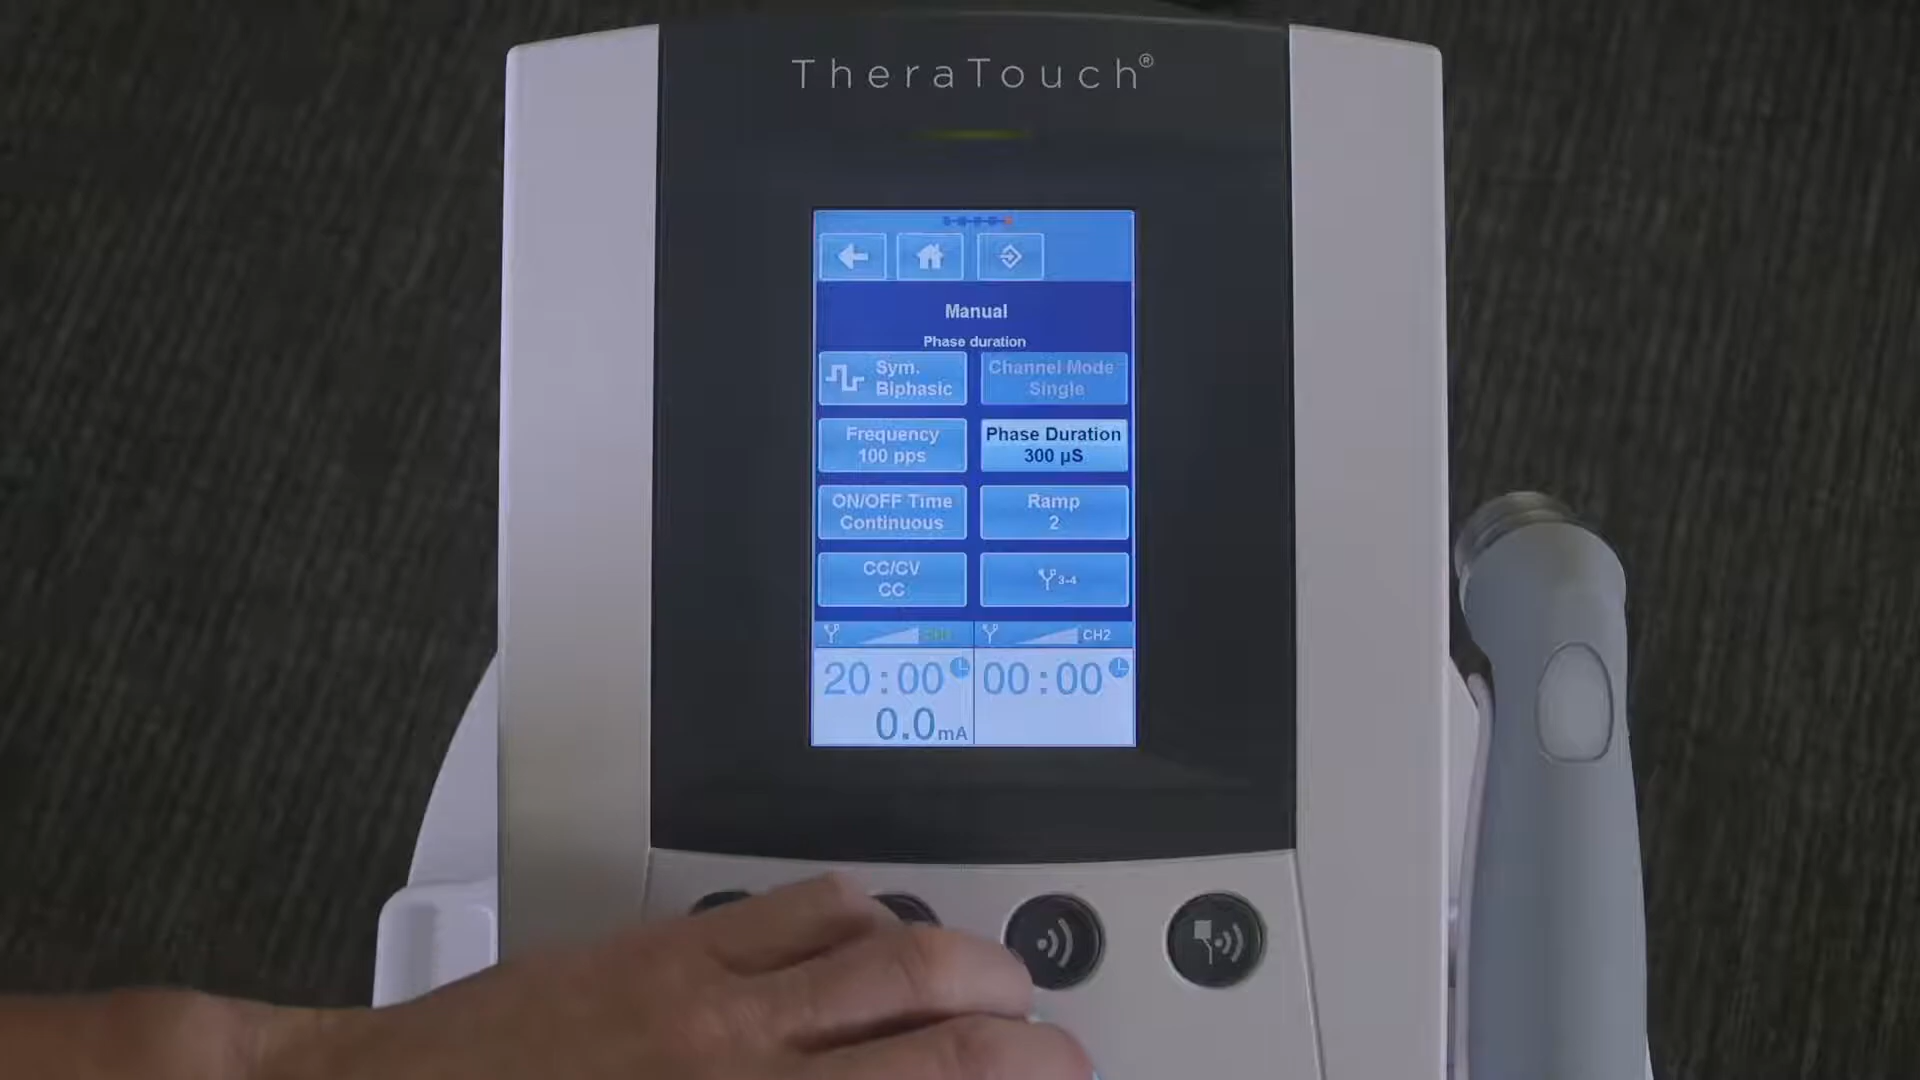 TheraTouch®
Manual
Phase duration
Sym.
Biphasic
Channel Mode
Single
Frequency
100 pps
Phase Duration
300 µS
ON/OFF Time
Continuous
Ramp
2
CC/CV
CC
3-4
CH2
20:00
00:00
0.0mA